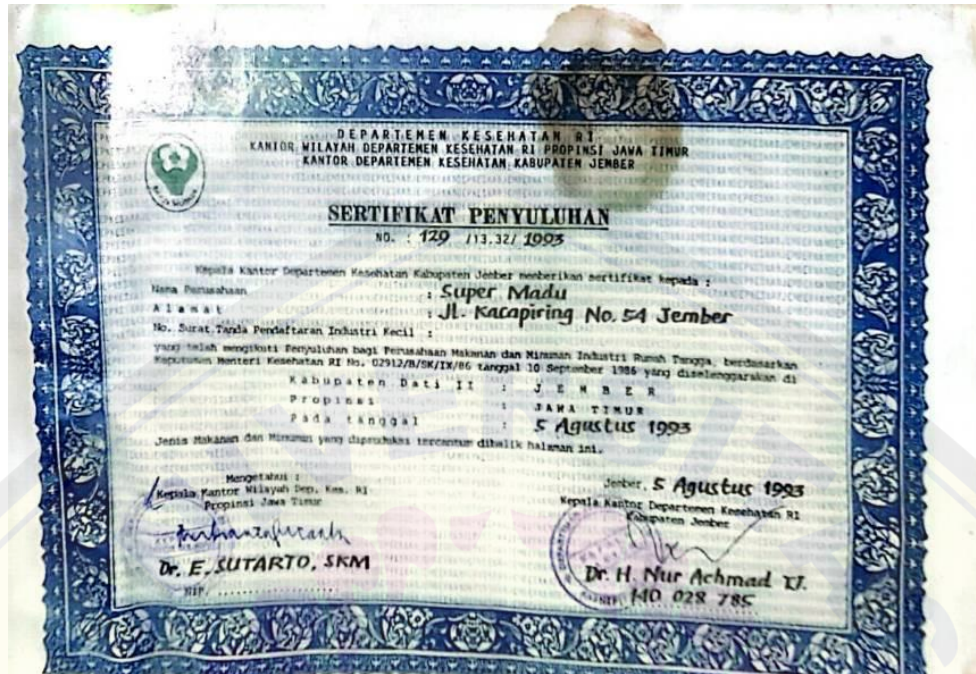 DEPARTEMEN KESEHATAN RI
KANTOR WILAYAH DEPARTEMEN KESEHATAN RI PROPINSI JAWA TIMUR
KANTOR DEPARTEMEN KESEHATAN KABUPATEN JEMBER
SERTIFIKAT PENYULUHAN
NO. : 129 /13.32/ 1993
Kepala Kantor Departemen Kesehatan Kabupaten Jember memberikan sertifikat kepada :
Nama Perusahaan : Super Madu
Alamat : Jl. Kacapiring No. 54 Jember
No. Surat Tanda Pendaftaran Industri Kecil :
yang telah mengikuti Penyuluhan bagi Perusahaan Makanan dan Minuman Industri Rumah Tangga, berdasarkan
Keputusan Menteri Kesehatan RI No. 02912/B/SK/IX/86 tanggal 10 September 1986 yang diselenggarakan di
Kabupaten Dati II : JEMBER
Propinsi : JAWA TIMUR
Pada tanggal : 5 Agustus 1993
Jenis Makanan dan Minuman yang diproduksi tercantum dibalik halaman ini.
Mengetahui :
Kepala Kantor Wilayah Dep. Kes. RI
Propinsi Jawa Timur
Dr. E. SUTARTO, SKM
NIP. ..................
Jember, 5 Agustus 1993
Kepala Kantor Departemen Kesehatan RI
Kabupaten Jember
Dr. H. Nur Achmad
140 028 785